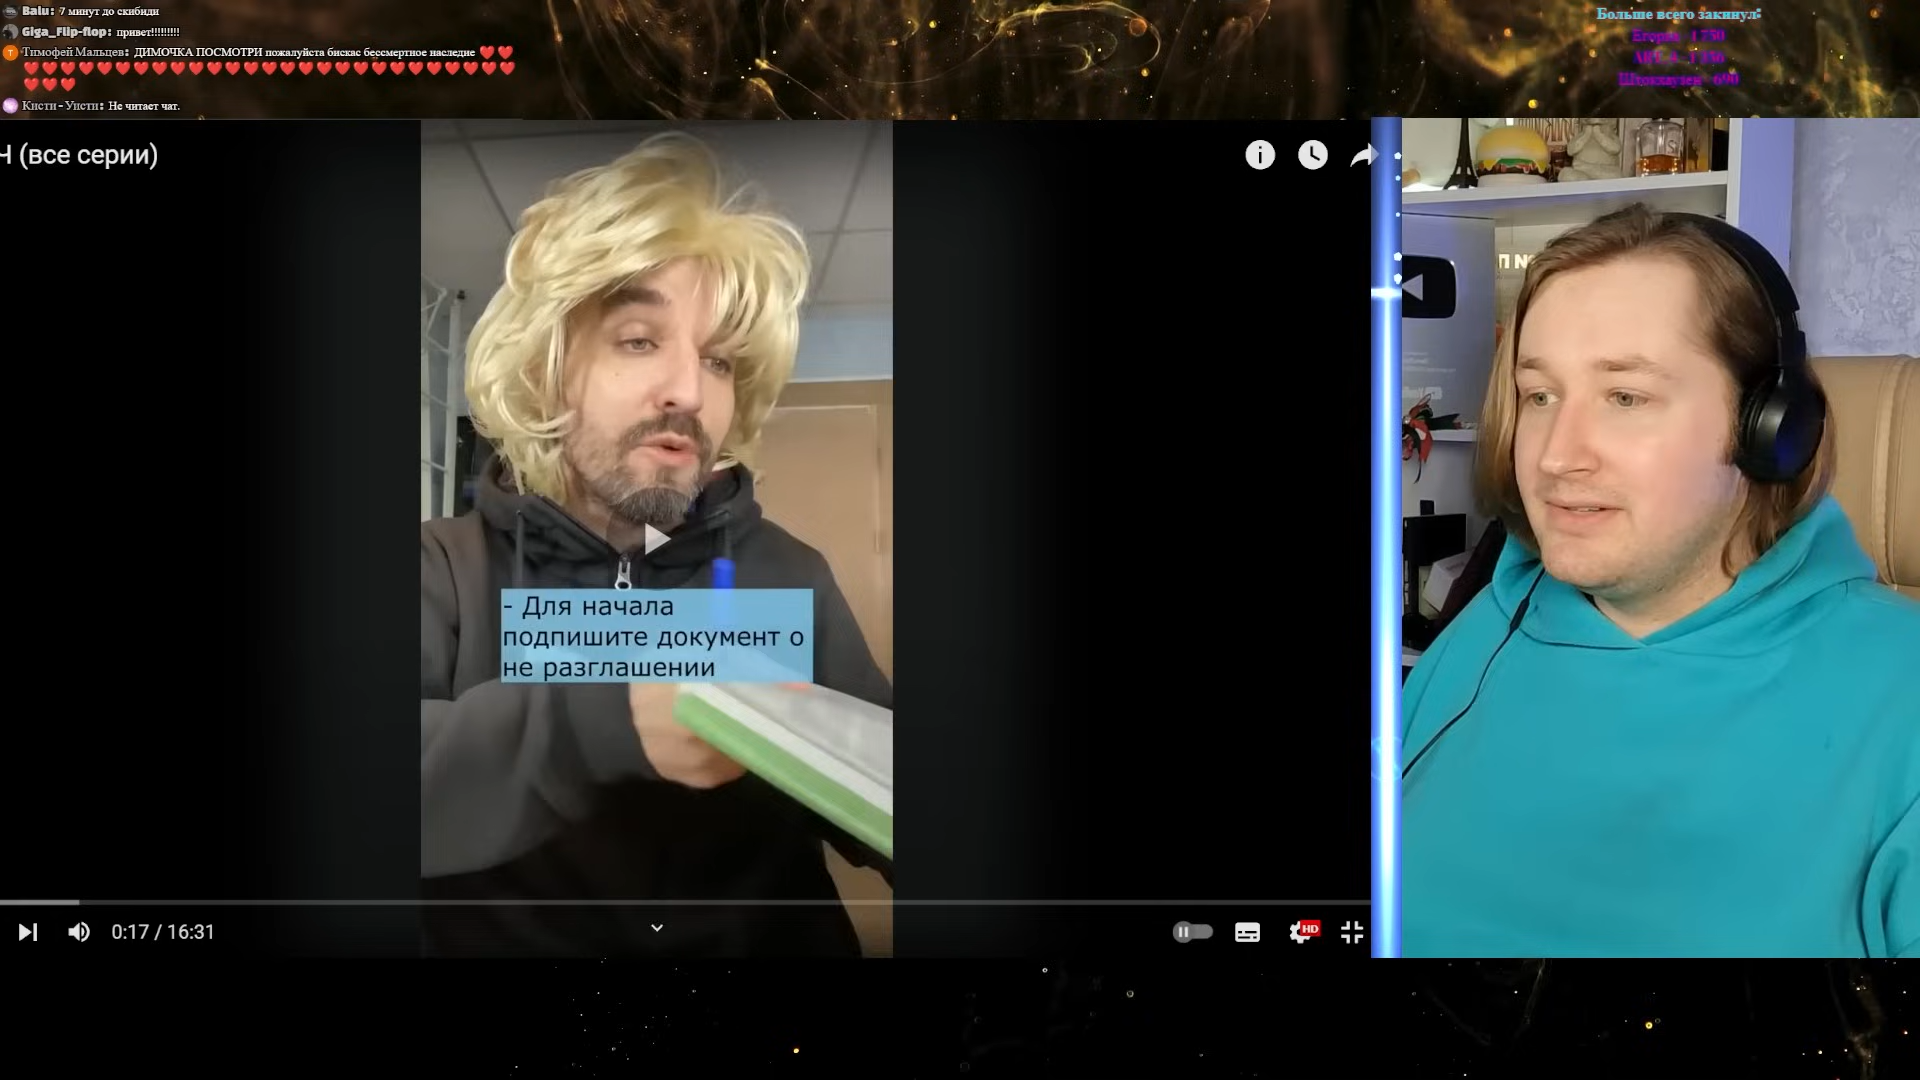 Balu: 7 минут до скибиди
Giga_Flip-flop: привет!!!!!!!!!
Тимофей Мальцев: ДИМОЧКА ПОСМОТРИ пожалуйста бискас бессмертное наследие
Кисти-Уисти: Не читает чат.
Больше всего закинул:
690
Ч (все серии)
- Для начала
подпишите документ о
не разглашении
0:17 / 16:31
HD